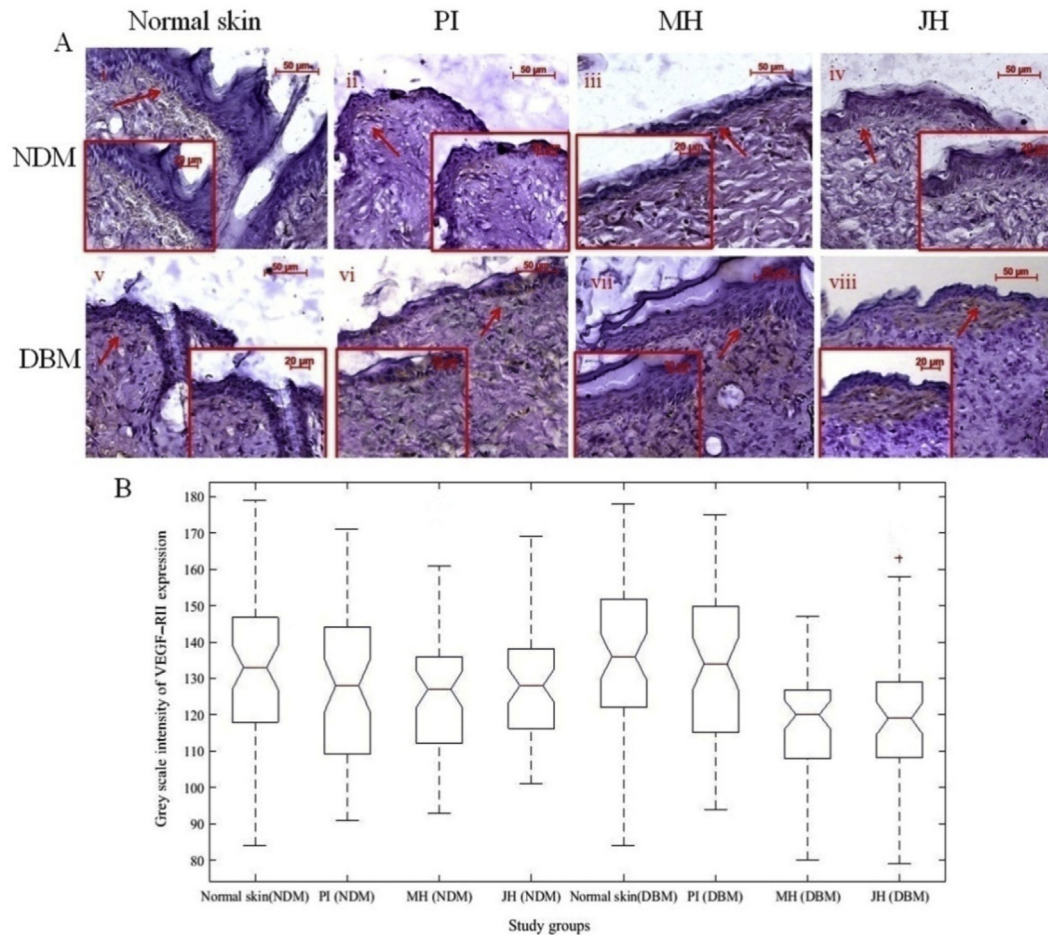 Normal skin PI MH JH
A
50 μm 50 μm 50 μm 50 μm
ii iii iv
NDM
20 μm 20
50 μm 50 μm 50 μm
v vi vii viii
DBM
20 μm 20 μm
B
180
170
160
150
140
130
120
110
100
90
80
Grey scale intensity of VEGF-RII expression
Normal skin(NDM) PI (NDM) MH (NDM) JH (NDM) Normal skin(DBM) PI (DBM) MH (DBM) JH (DBM)
Study groups